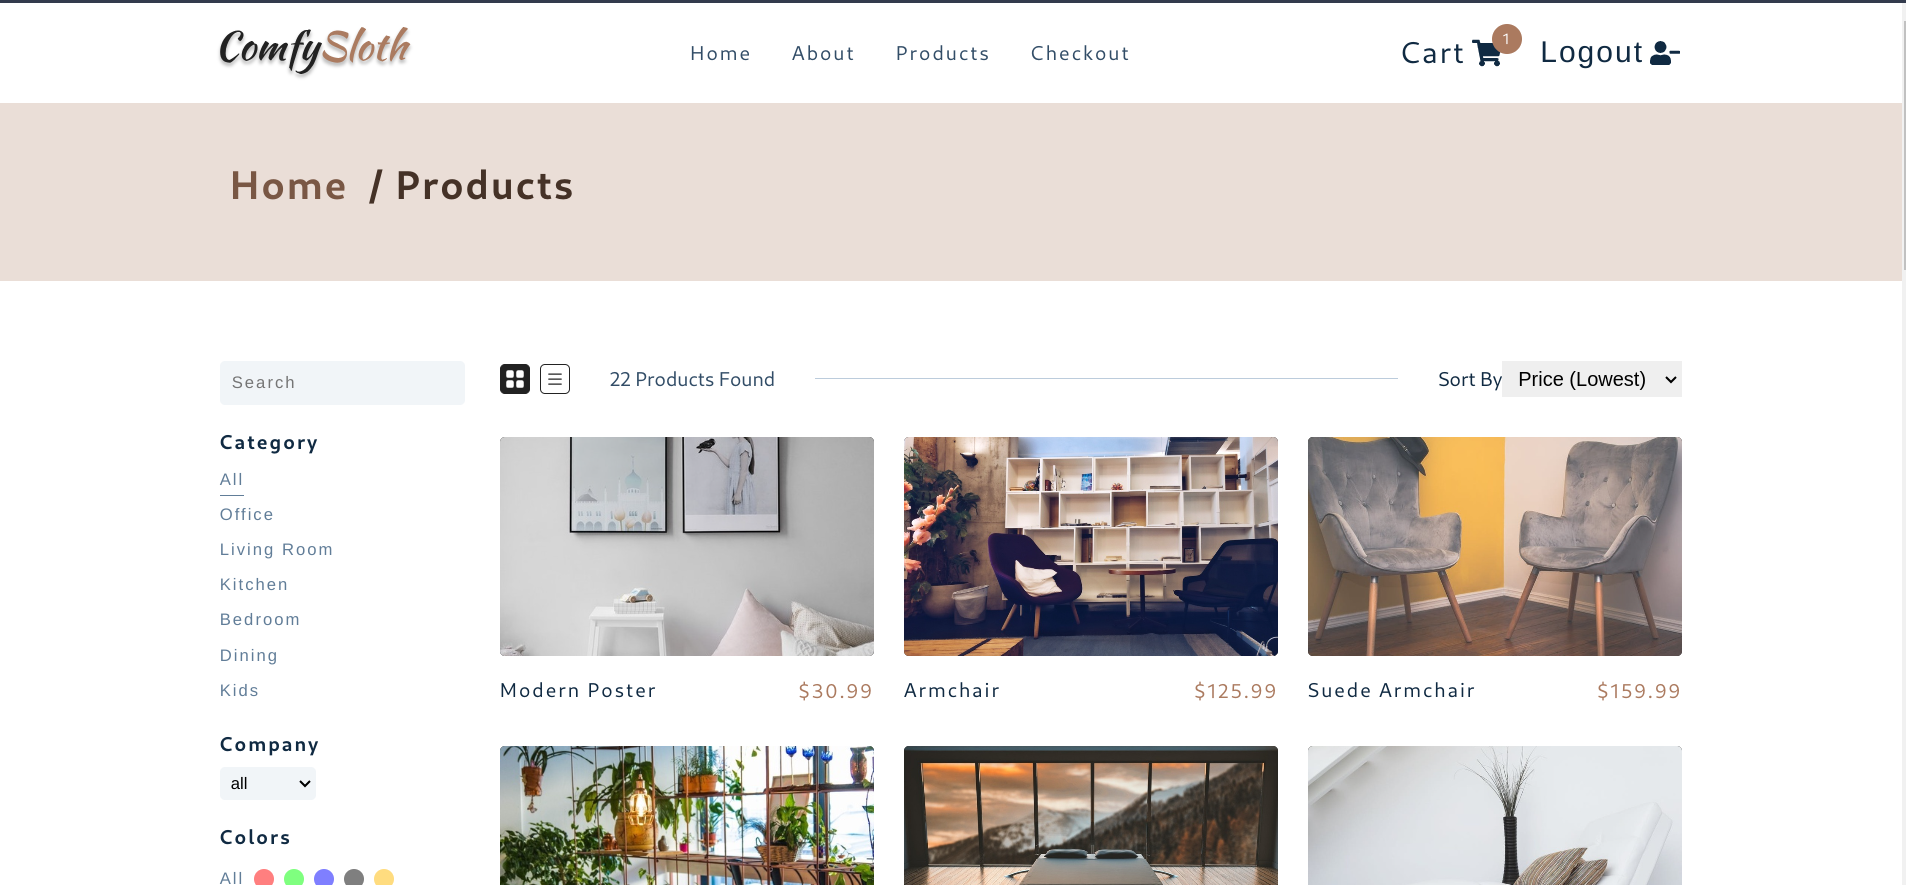 ComfySloth
Home About Products Checkout
Cart 1 Logout
Home / Products
Search
22 Products Found
Sort By Price (Lowest)
Category
All
Office
Living Room
Kitchen
Bedroom
Dining
Kids
Company
all
Colors
All
Modern Poster $30.99
Armchair $125.99
Suede Armchair $159.99